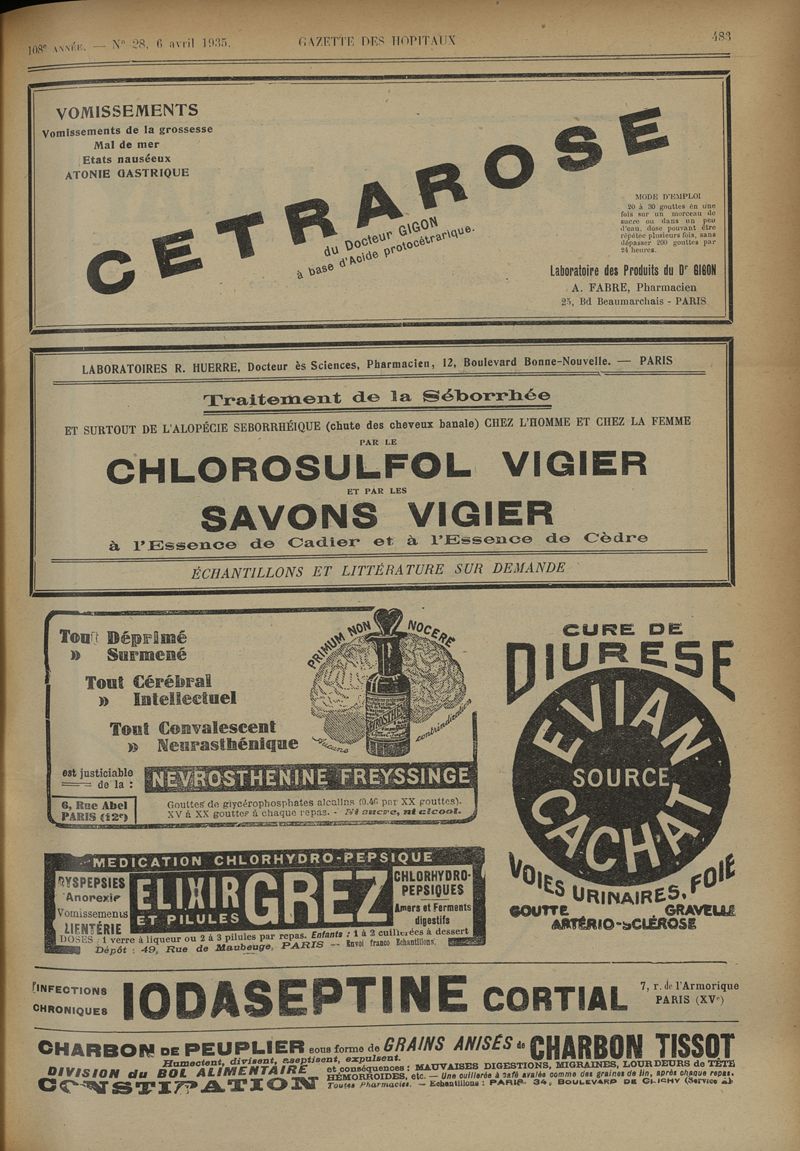 108e ANNÉE. — N° 28, 6 avril 1935.
GAZETTE DES HOPITAUX
483
VOMISSEMENTS
Vomissements de la grossesse
Mal de mer
Etats nauséeux
ATONIE GASTRIQUE
CETRAROSE
du Docteur GIGON
à base d'Acide protocétrarique.
MODE D'EMPLOI
20 à 30 gouttes en une
fois sur un morceau de
sucre ou dans un peu
d'eau, dose pouvant être
répétée plusieurs fois, sans
dépasser 200 gouttes par
24 heures.
Laboratoire des Produits du Dr GIGON
A. FABRE, Pharmacien
25, Bd Beaumarchais - PARIS
LABORATOIRES R. HUERRE, Docteur ès Sciences, Pharmacien, 12, Boulevard Bonne-Nouvelle. — PARIS
Traitement de la Séborrhée
ET SURTOUT DE L'ALOPÉCIE SEBORRHÉIQUE (chute des cheveux banale) CHEZ L'HOMME ET CHEZ LA FEMME
PAR LE
CHLOROSULFOL VIGIER
ET PAR LES
SAVONS VIGIER
à l'Essence de Cadier et à l'Essence de Cèdre
ÉCHANTILLONS ET LITTÉRATURE SUR DEMANDE
Tout Déprimé
» Surmené
Tout Cérébral
» Intellectuel
Tout Convalescent
» Neurasthénique
PRIMUM NON NOCERE
Aucune contrindication
est justiciable
de la :
NEVROSTHENINE FREYSSINGE
6, Rue Abel
PARIS (12e)
Gouttes de glycérophosphates alcalins (0.40 par XX gouttes).
XV à XX gouttes à chaque repas. - Ni sucre, ni alcool.
CURE DE
DIURESE
EVIAN
SOURCE
CACHAT
VOIES URINAIRES, FOIE
GOUTTE GRAVELLE
ARTÉRIO-SCLÉROSE
MEDICATION CHLORHYDRO-PEPSIQUE
DYSPEPSIES
Anorexie
Vomissements
LIENTÉRIE
ELIXIR
ET PILULES
GREZ
CHLORHYDRO-
PEPSIQUES
Amers et Ferments
digestifs
DOSES : 1 verre à liqueur ou 2 à 3 pilules par repas. Enfants : 1 à 2 cuillerées à dessert
Dépôt : 49, Rue de Maubeuge, PARIS — Envoi franco Echantillons.
INFECTIONS
CHRONIQUES
IODASEPTINE CORTIAL
7, r. de l'Armorique
PARIS (XVe)
CHARBON DE PEUPLIER sous forme de GRAINS ANISÉS de CHARBON TISSOT
Humectent, divisent, aseptisent, expulsent.
DIVISION du BOL ALIMENTAIRE
CONSTIPATION
et conséquences : MAUVAISES DIGESTIONS, MIGRAINES, LOURDEURS de TÊTE
HÉMORROIDES, etc. — Une cuillerée à café avalée comme des graines de lin, après chaque repas.
Toutes Pharmacies. — Echantillons : PARIS, 34, BOULEVARD DE CLICHY (Service